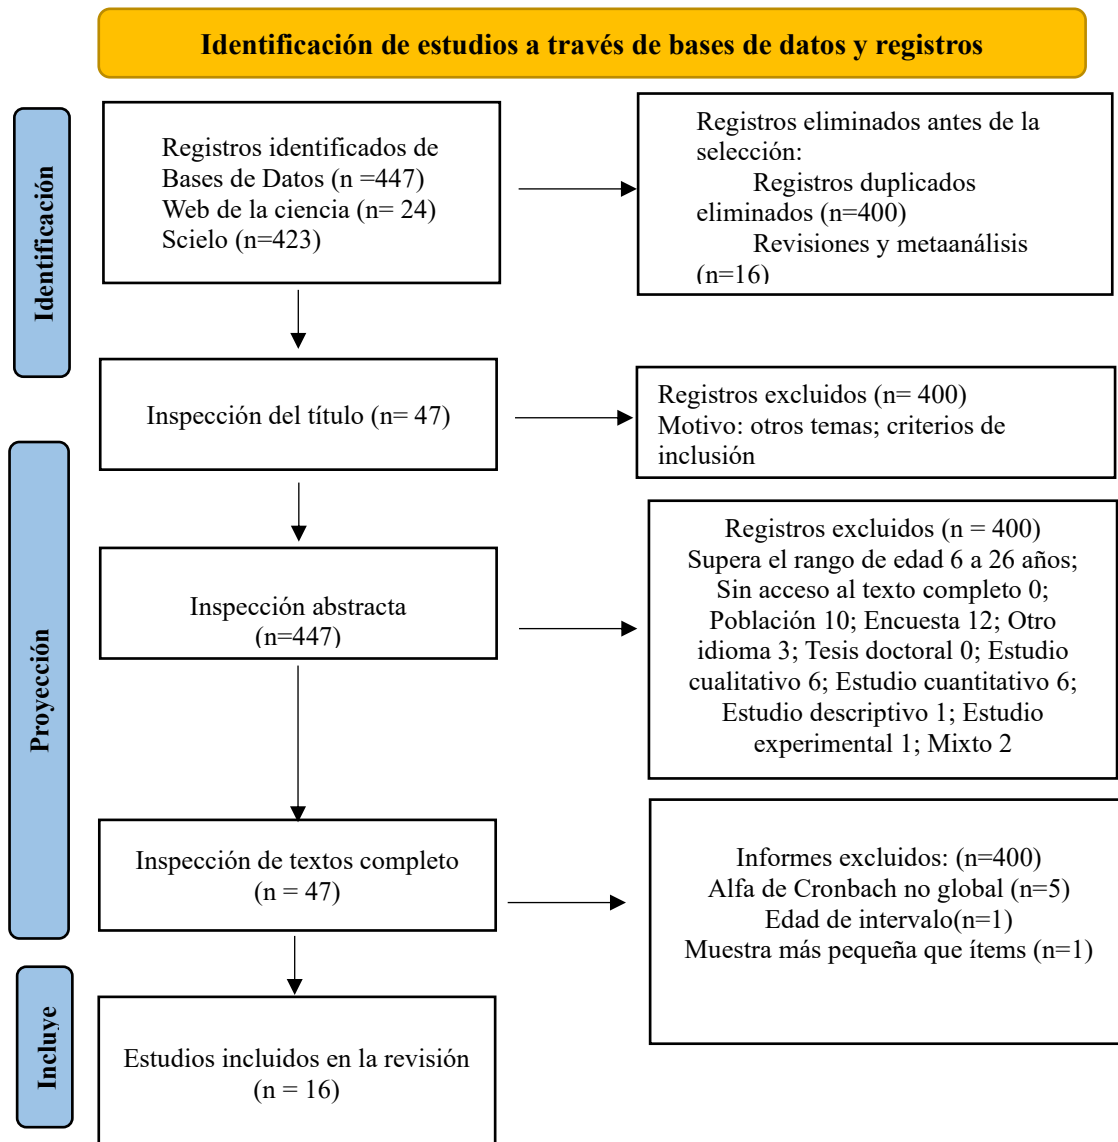 Identificación de estudios a través de bases de datos y registros
Identificación
Registros identificados de
Bases de Datos (n =447)
Web de la ciencia (n= 24)
Scielo (n=423)
Registros eliminados antes de la
selección:
Registros duplicados
eliminados (n=400)
Revisiones y metaanálisis
(n=16)
Inspección del título (n= 47)
Registros excluidos (n= 400)
Motivo: otros temas; criterios de
inclusión
Proyección
Inspección abstracta
(n=447)
Registros excluidos (n = 400)
Supera el rango de edad 6 a 26 años;
Sin acceso al texto completo 0;
Población 10; Encuesta 12; Otro
idioma 3; Tesis doctoral 0; Estudio
cualitativo 6; Estudio cuantitativo 6;
Estudio descriptivo 1; Estudio
experimental 1; Mixto 2
Inspección de textos completo
(n = 47)
Informes excluidos: (n=400)
Alfa de Cronbach no global (n=5)
Edad de intervalo(n=1)
Muestra más pequeña que ítems (n=1)
Incluye
Estudios incluidos en la revisión
(n = 16)